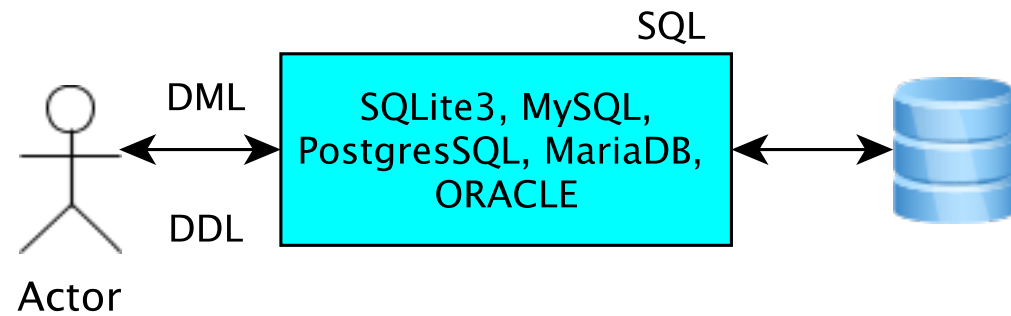 SQL
DML
SQLite3, MySQL,
PostgresSQL, MariaDB,
ORACLE
DDL
Actor